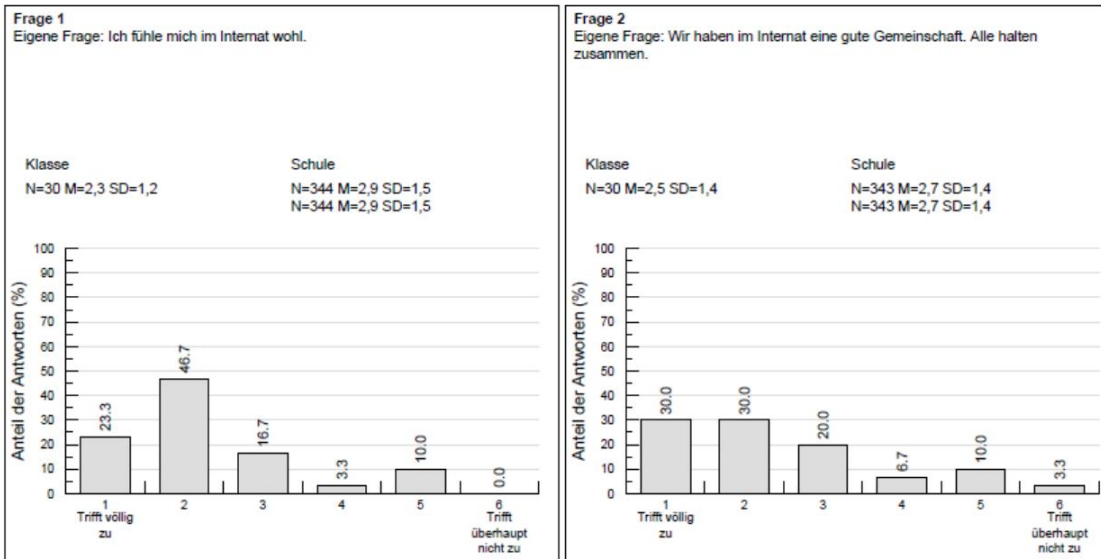 Frage 1
Eigene Frage: Ich fühle mich im Internat wohl.
Klasse
Schule
N=30 M=2,3 SD=1,2
N=344 M=2,9 SD=1,5
N=344 M=2,9 SD=1,5
Anteil der Antworten (%)
100
90
80
70
60
50
40
30
20
10
0
23.3
46.7
16.7
3.3
10.0
0.0
1
2
3
4
5
6
Trifft völlig
zu
Trifft
überhaupt
nicht zu
Frage 2
Eigene Frage: Wir haben im Internat eine gute Gemeinschaft. Alle halten
zusammen.
Klasse
Schule
N=30 M=2,5 SD=1,4
N=343 M=2,7 SD=1,4
N=343 M=2,7 SD=1,4
Anteil der Antworten (%)
100
90
80
70
60
50
40
30
20
10
0
30.0
30.0
20.0
6.7
10.0
3.3
1
2
3
4
5
6
Trifft völlig
zu
Trifft
überhaupt
nicht zu